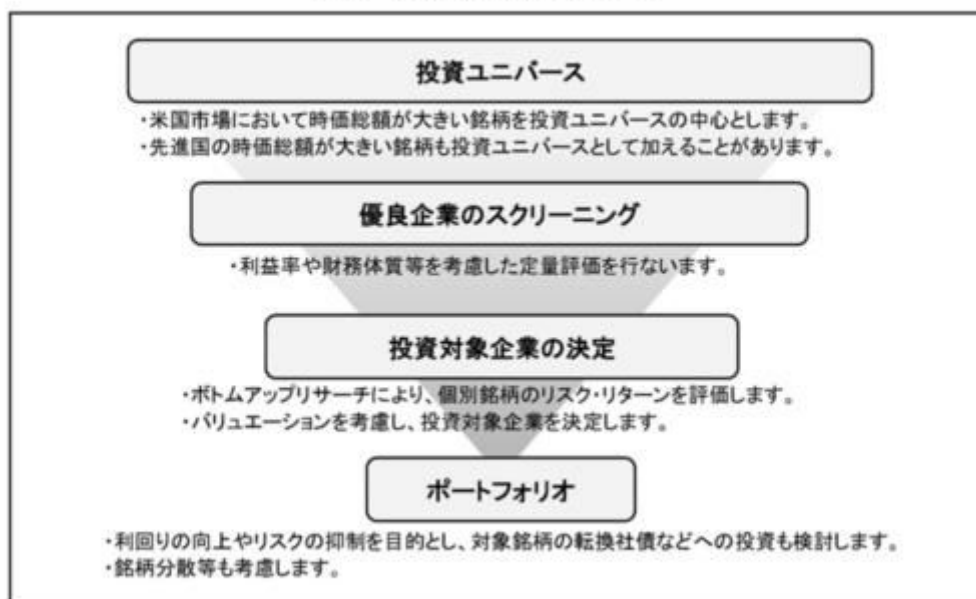 投資ユニバース
・米国市場において時価総額が大きい銘柄を投資ユニバースの中心とします。
・先進国の時価総額が大きい銘柄も投資ユニバースとして加えることがあります。
優良企業のスクリーニング
・利益率や財務体質等を考慮した定量評価を行ないます。
投資対象企業の決定
・ボトムアップリサーチにより、個別銘柄のリスク・リターンを評価します。
・バリュエーションを考慮し、投資対象企業を決定します。
ポートフォリオ
・利回りの向上やリスクの抑制を目的とし、対象銘柄の転換社債などへの投資も検討します。
・銘柄分散等も考慮します。